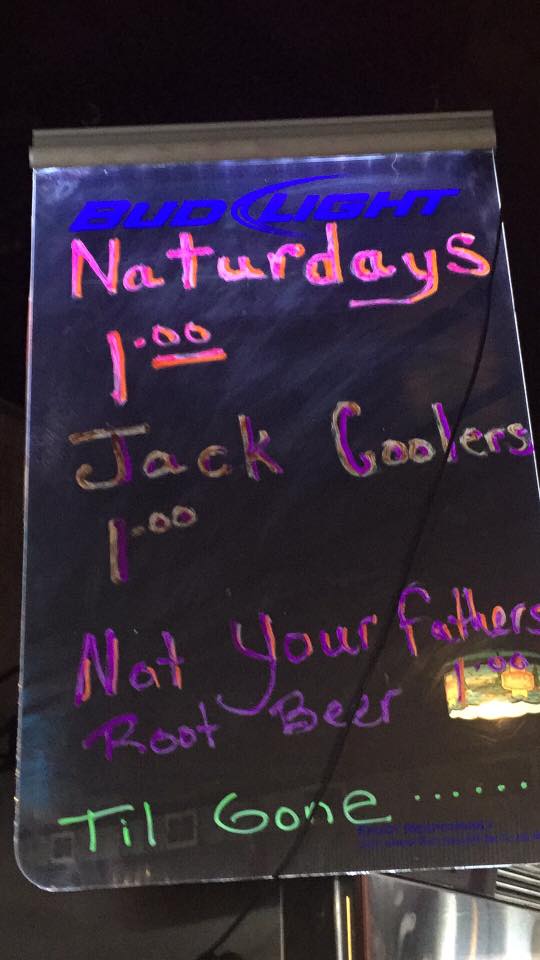 BUD LIGHT
Naturdays
1.00
Jack Coolers
1.00
Not Your Fathers
Root Beer 1.00
Til Gone ......